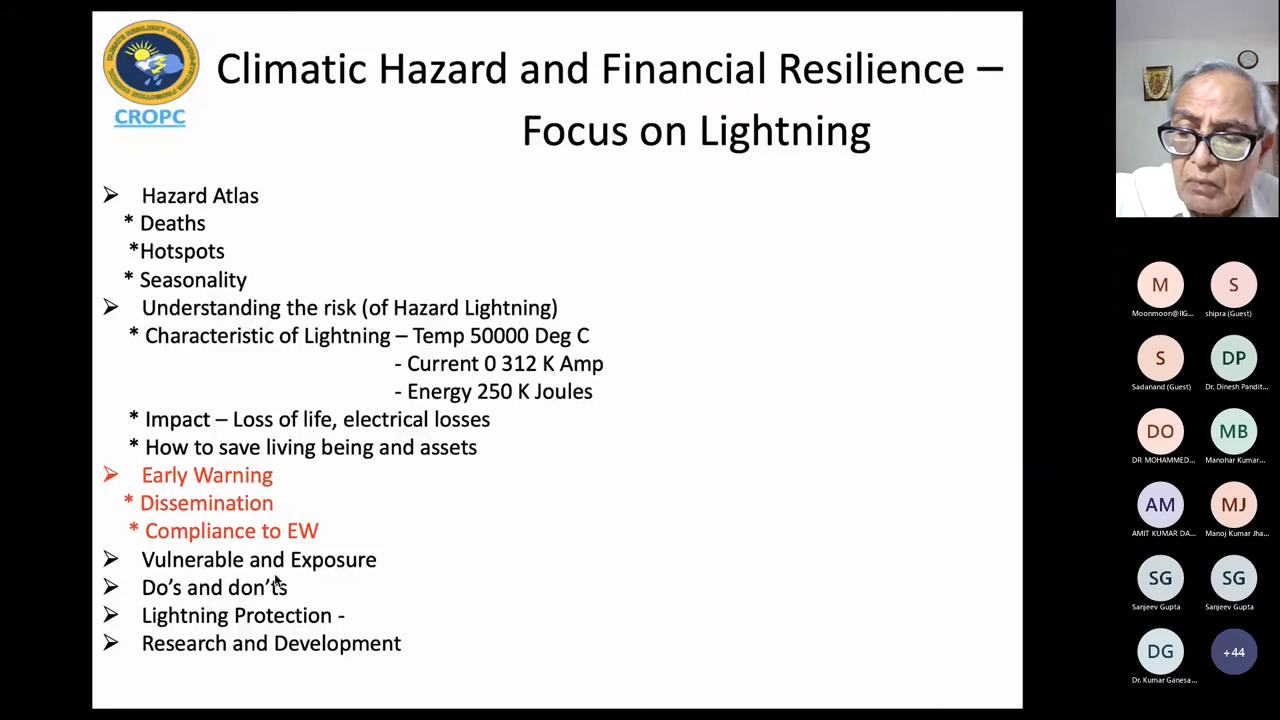 Climatic Hazard and Financial Resilience –
Focus on Lightning
CROPC
➢ Hazard Atlas
* Deaths
*Hotspots
* Seasonality
➢ Understanding the risk (of Hazard Lightning)
* Characteristic of Lightning – Temp 50000 Deg C
- Current 0 312 K Amp
- Energy 250 K Joules
* Impact – Loss of life, electrical losses
* How to save living being and assets
➢ Early Warning
* Dissemination
* Compliance to EW
➢ Vulnerable and Exposure
➢ Do's and don'ts
➢ Lightning Protection -
➢ Research and Development
M S
Moonmoon@IIG... shipra (Guest)
S DP
Sadanand (Guest) Dr. Dinesh Pandit...
DO MB
DR MOHAMMED... Manohar Kumar...
AM MJ
AMIT KUMAR DA... Manoj Kumar Jha...
SG SG
Sanjeev Gupta Sanjeev Gupta
DG +44
Dr. Kumar Ganesa...